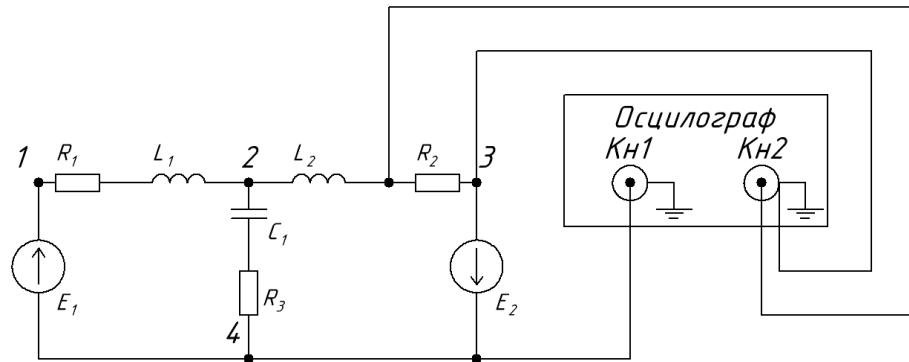 Осцилограф
Кн1 Кн2
1 R1 L1 2 L2 R2 3
C1
E1 R3 E2
4